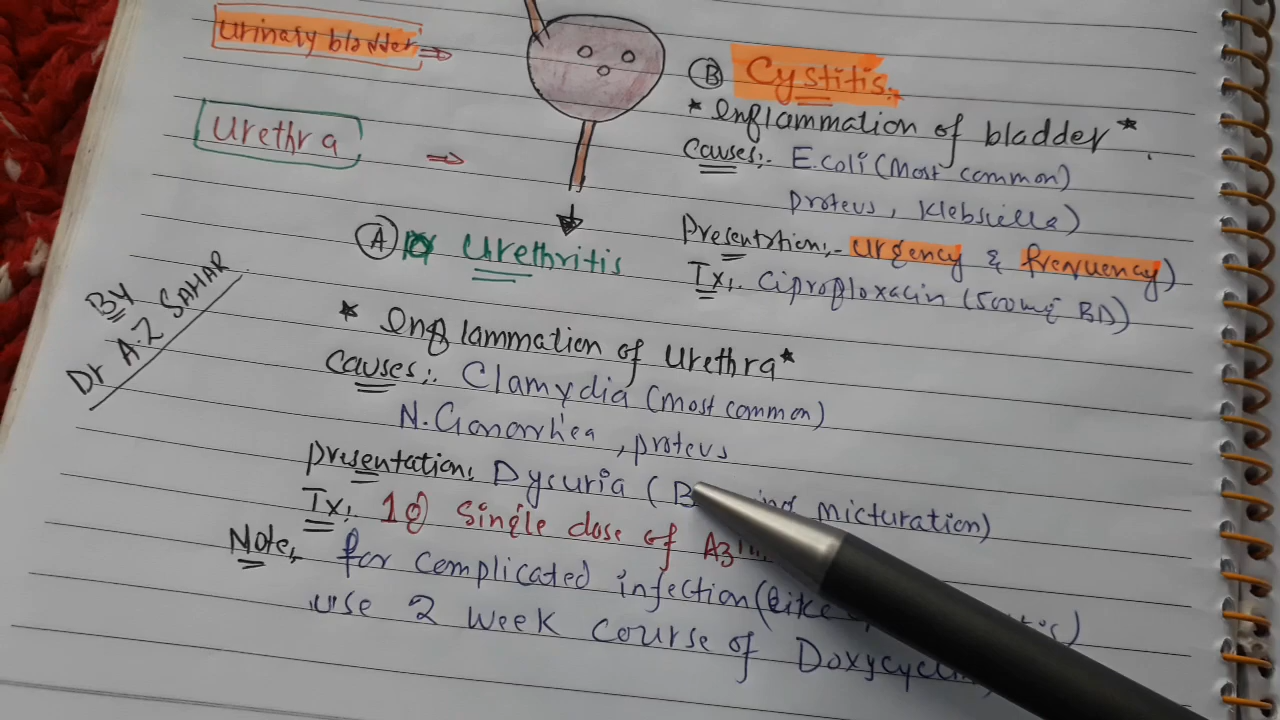 Urinary bladder ⇒
Urethra ⇒
Ⓑ Cystitis:
* Inflammation of bladder *
Causes:. E.coli (Most common)
proteus, Klebsiella)
Presentation:- Urgency & frequency)
Tx:. Ciprofloxacin (500mg BD)
Ⓐ Urethritis
* Inflammation of urethra *
Causes:. Clamydia (most common)
N. Gonorrhea, proteus
presentation: Dysuria ( micturation)
Tx: 1g single dose of
Note, for complicated infection (like
use 2 week course of
By
Dr A.Z SAHAR